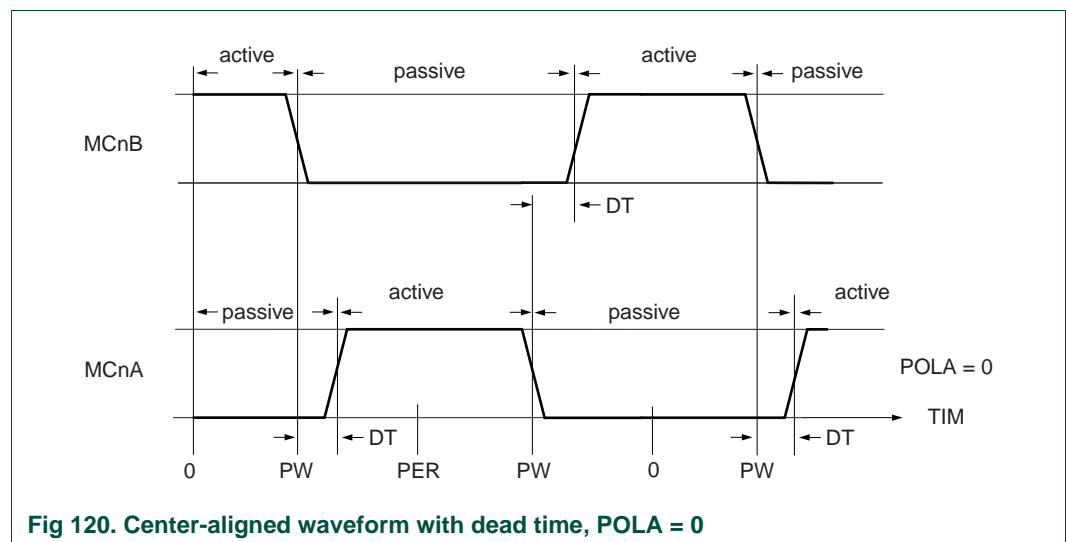 active
passive
active
passive
MCnB
DT
passive
active
passive
active
MCnA
POLA = 0
TIM
DT
DT
0
PW
PER
PW
0
PW
Fig 120. Center-aligned waveform with dead time, POLA = 0